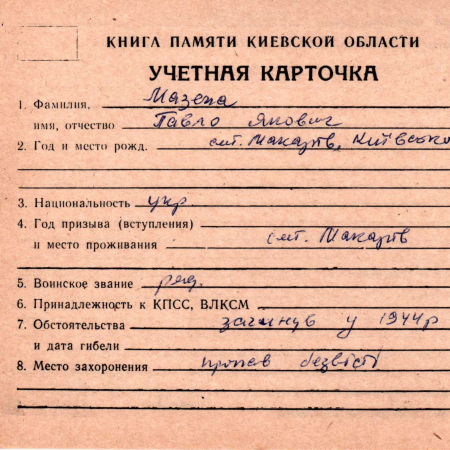 КНИГА ПАМЯТИ КИЕВСКОЙ ОБЛАСТИ
УЧЕТНАЯ КАРТОЧКА
1. Фамилия, Мазепа
имя, отчество Павло Якович
2. Год и место рожд. смт. Макарів, Київсько
3. Национальность укр
4. Год призыва (вступления)
и место проживания смт. Макарів
5. Воинское звание ряд.
6. Принадлежность к КПСС, ВЛКСМ
7. Обстоятельства загинув у 1944р
и дата гибели
8. Место захоронения пропав безвісті